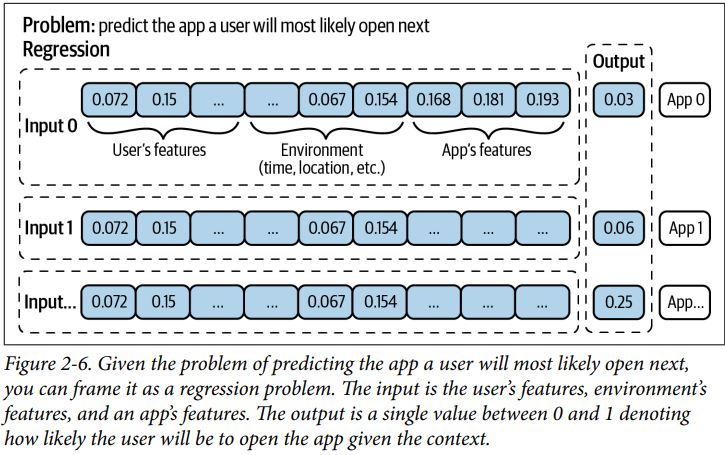 Problem: predict the app a user will most likely open next
Regression
Output
Input 0
0.072 0.15 ... ... 0.067 0.154 0.168 0.181 0.193 0.03 App 0
User's features
Environment
(time, location, etc.)
App's features
Input 1 0.072 0.15 ... ... 0.067 0.154 ... ... ... 0.06 App 1
Input... 0.072 0.15 ... ... 0.067 0.154 ... ... ... 0.25 App...
Figure 2-6. Given the problem of predicting the app a user will most likely open next,
you can frame it as a regression problem. The input is the user's features, environment's
features, and an app's features. The output is a single value between 0 and 1 denoting
how likely the user will be to open the app given the context.